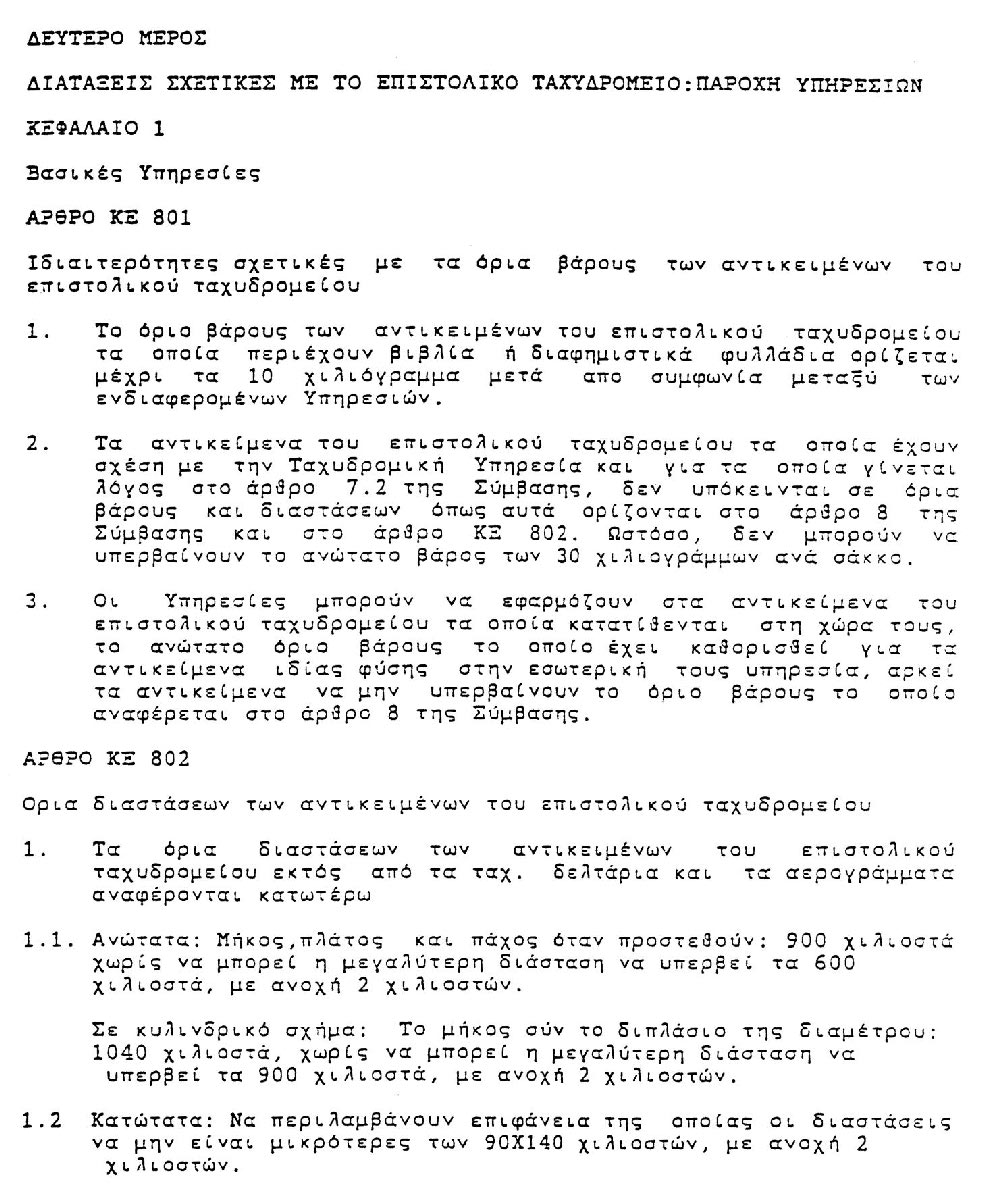 ΔΕΥΤΕΡΟ ΜΕΡΟΣ
ΔΙΑΤΑΞΕΙΣ ΣΧΕΤΙΚΕΣ ΜΕ ΤΟ ΕΠΙΣΤΟΛΙΚΟ ΤΑΧΥΔΡΟΜΕΙΟ:ΠΑΡΟΧΗ ΥΠΗΡΕΣΙΩΝ
ΚΕΦΑΛΑΙΟ 1
Βασικές Υπηρεσίες
ΑΡΘΡΟ ΚΕ 801
Ιδιαιτερότητες σχετικές με τα όρια βάρους των αντικειμένων του
επιστολικού ταχυδρομείου
1. Το όριο βάρους των αντικειμένων του επιστολικού ταχυδρομείου
τα οποία περιέχουν βιβλία ή διαφημιστικά φυλλάδια ορίζεται
μέχρι τα 10 χιλιόγραμμα μετά απο συμφωνία μεταξύ των
ενδιαφερομένων Υπηρεσιών.
2. Τα αντικείμενα του επιστολικού ταχυδρομείου τα οποία έχουν
σχέση με την Ταχυδρομική Υπηρεσία και για τα οποία γίνεται
λόγος στο άρθρο 7.2 της Σύμβασης, δεν υπόκεινται σε όρια
βάρους και διαστάσεων όπως αυτά ορίζονται στο άρθρο 8 της
Σύμβασης και στο άρθρο ΚΕ 802. Ωστόσο, δεν μπορούν να
υπερβαίνουν το ανώτατο βάρος των 30 χιλιογράμμων ανά σάκκο.
3. Οι Υπηρεσίες μπορούν να εφαρμόζουν στα αντικείμενα του
επιστολικού ταχυδρομείου τα οποία κατατίθενται στη χώρα τους,
το ανώτατο όριο βάρους το οποίο έχει καθορισθεί για τα
αντικείμενα ιδίας φύσης στην εσωτερική τους υπηρεσία, αρκεί
τα αντικείμενα να μην υπερβαίνουν το όριο βάρους το οποίο
αναφέρεται στο άρθρο 8 της Σύμβασης.
ΑΡΘΡΟ ΚΕ 802
Ορια διαστάσεων των αντικειμένων του επιστολικού ταχυδρομείου
1. Τα όρια διαστάσεων των αντικειμένων του επιστολικού
ταχυδρομείου εκτός από τα ταχ. δελτάρια και τα αερογράμματα
αναφέρονται κατωτέρω
1.1. Ανώτατα: Μήκος,πλάτος και πάχος όταν προστεθούν: 900 χιλιοστά
χωρίς να μπορεί η μεγαλύτερη διάσταση να υπερβεί τα 600
χιλιοστά, με ανοχή 2 χιλιοστών.
Σε κυλινδρικό σχήμα: Το μήκος σύν το διπλάσιο της διαμέτρου:
1040 χιλιοστά, χωρίς να μπορεί η μεγαλύτερη διάσταση να
υπερβεί τα 900 χιλιοστά, με ανοχή 2 χιλιοστών.
1.2 Κατώτατα: Να περιλαμβάνουν επιφάνεια της οποίας οι διαστάσεις
να μην είναι μικρότερες των 90Χ140 χιλιοστών, με ανοχή 2
χιλιοστών.